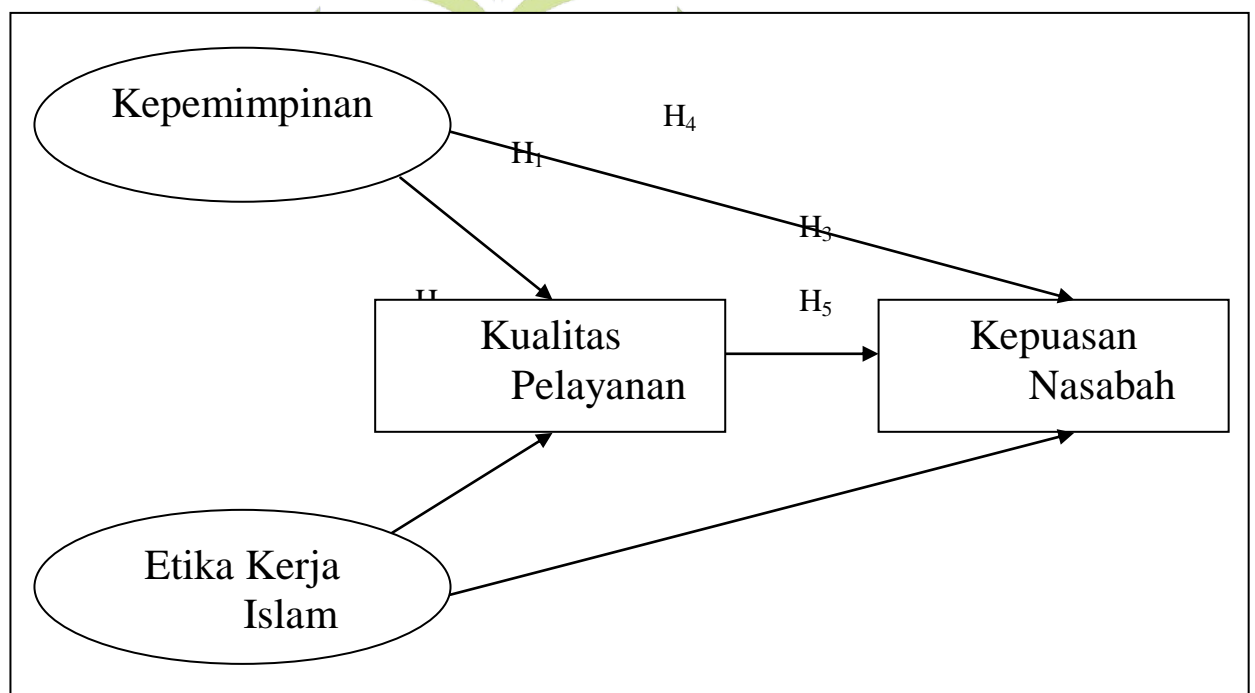 Kepemimpinan
H₄
H₁
H₃
H
H₅
Kualitas
Pelayanan
Kepuasan
Nasabah
Etika Kerja
Islam